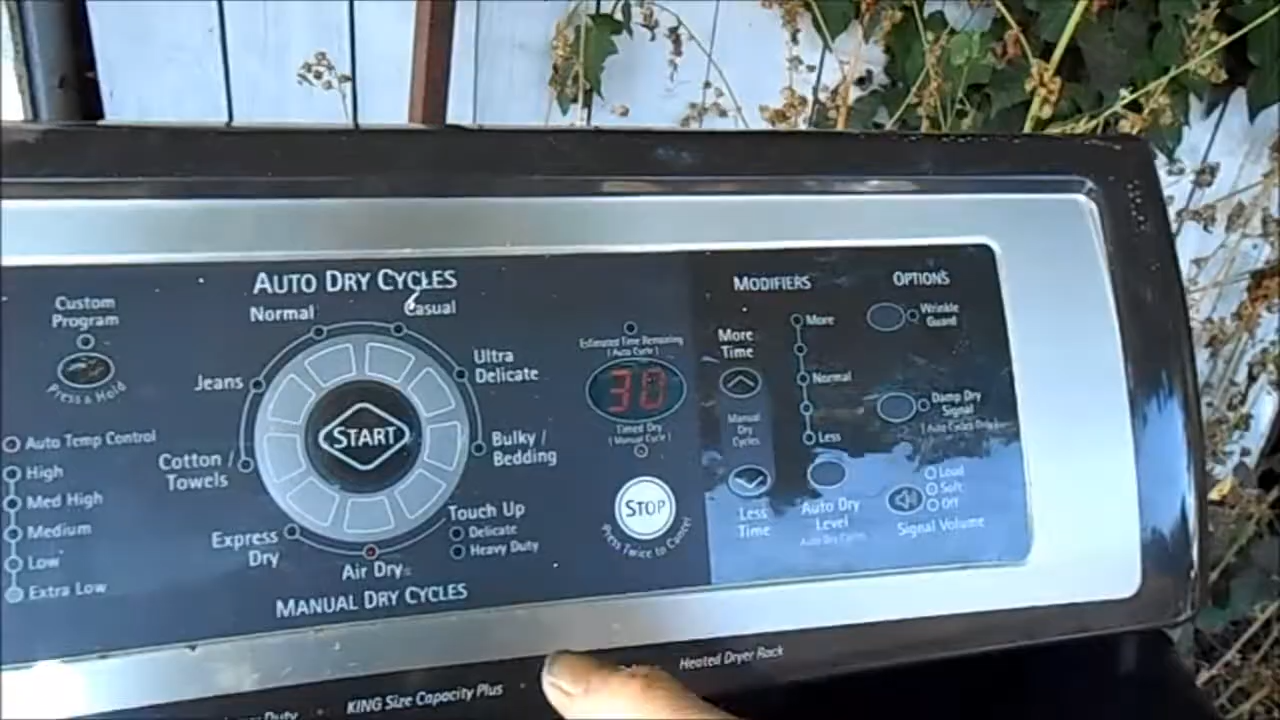 AUTO DRY CYCLES
Custom
Program
Press & Hold
Auto Temp Control
High
Med High
Medium
Low
Extra Low
Normal
Casual
Jeans
Ultra
Delicate
Cotton /
Towels
Bulky /
Bedding
START
Express
Dry
Air Dry
Touch Up
Delicate
Heavy Duty
MANUAL DRY CYCLES
Estimated Time Remaining
( Auto Cycle )
30
Timed Dry
( Manual Cycle )
STOP
Press Twice to Cancel
MODIFIERS
More
Time
Manual
Dry
Cycles
Less
Time
More
Normal
Less
Auto Dry
Level
Auto Dry Cycles
OPTIONS
Wrinkle
Guard
Damp Dry
Signal
( Auto Cycles Only )
Loud
Soft
Off
Signal Volume
Duty
KING Size Capacity Plus
Heated Dryer Rack